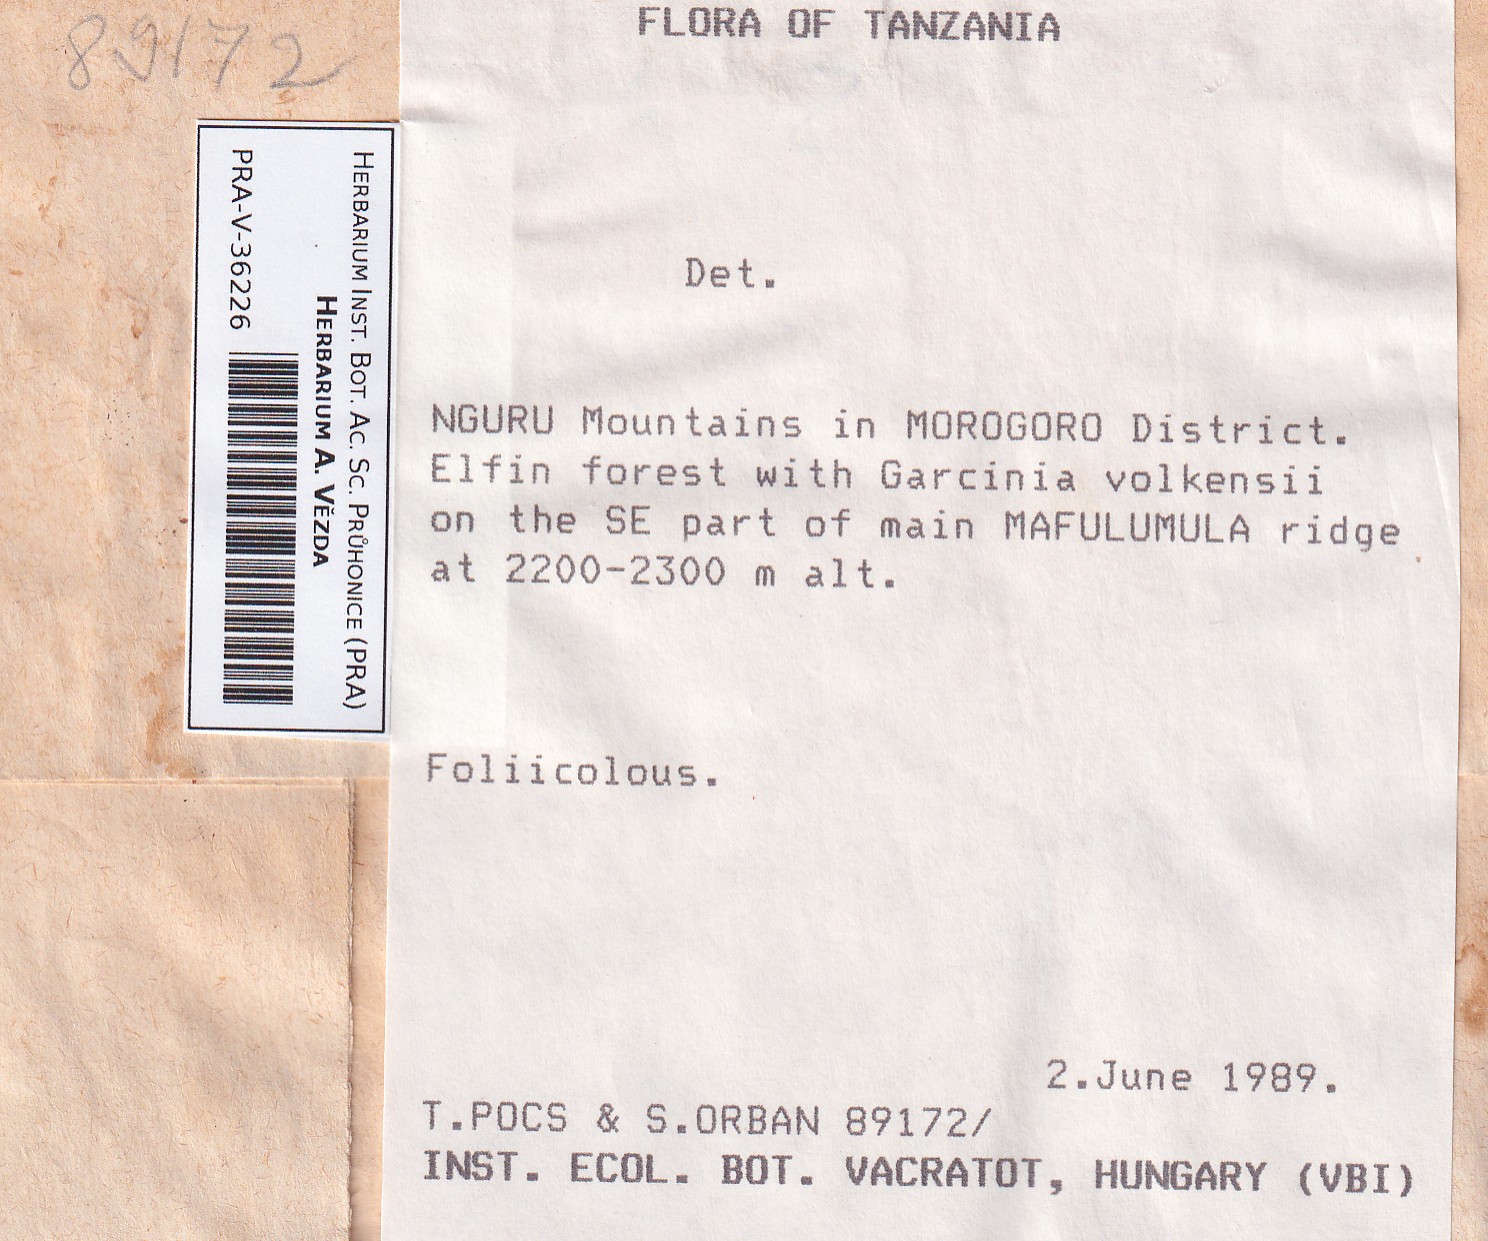 89172
FLORA OF TANZANIA
HERBARIUM INST. BOT. AC. SC. PRŮHONICE (PRA)
HERBARIUM A. VĚZDA
PRA-V-36226
Det.
NGURU Mountains in MOROGORO District.
Elfin forest with Garcinia volkensii
on the SE part of main MAFULUMULA ridge
at 2200-2300 m alt.
Foliicolous.
2.June 1989.
T.POCS & S.ORBAN 89172/
INST. ECOL. BOT. VACRATOT, HUNGARY (VBI)